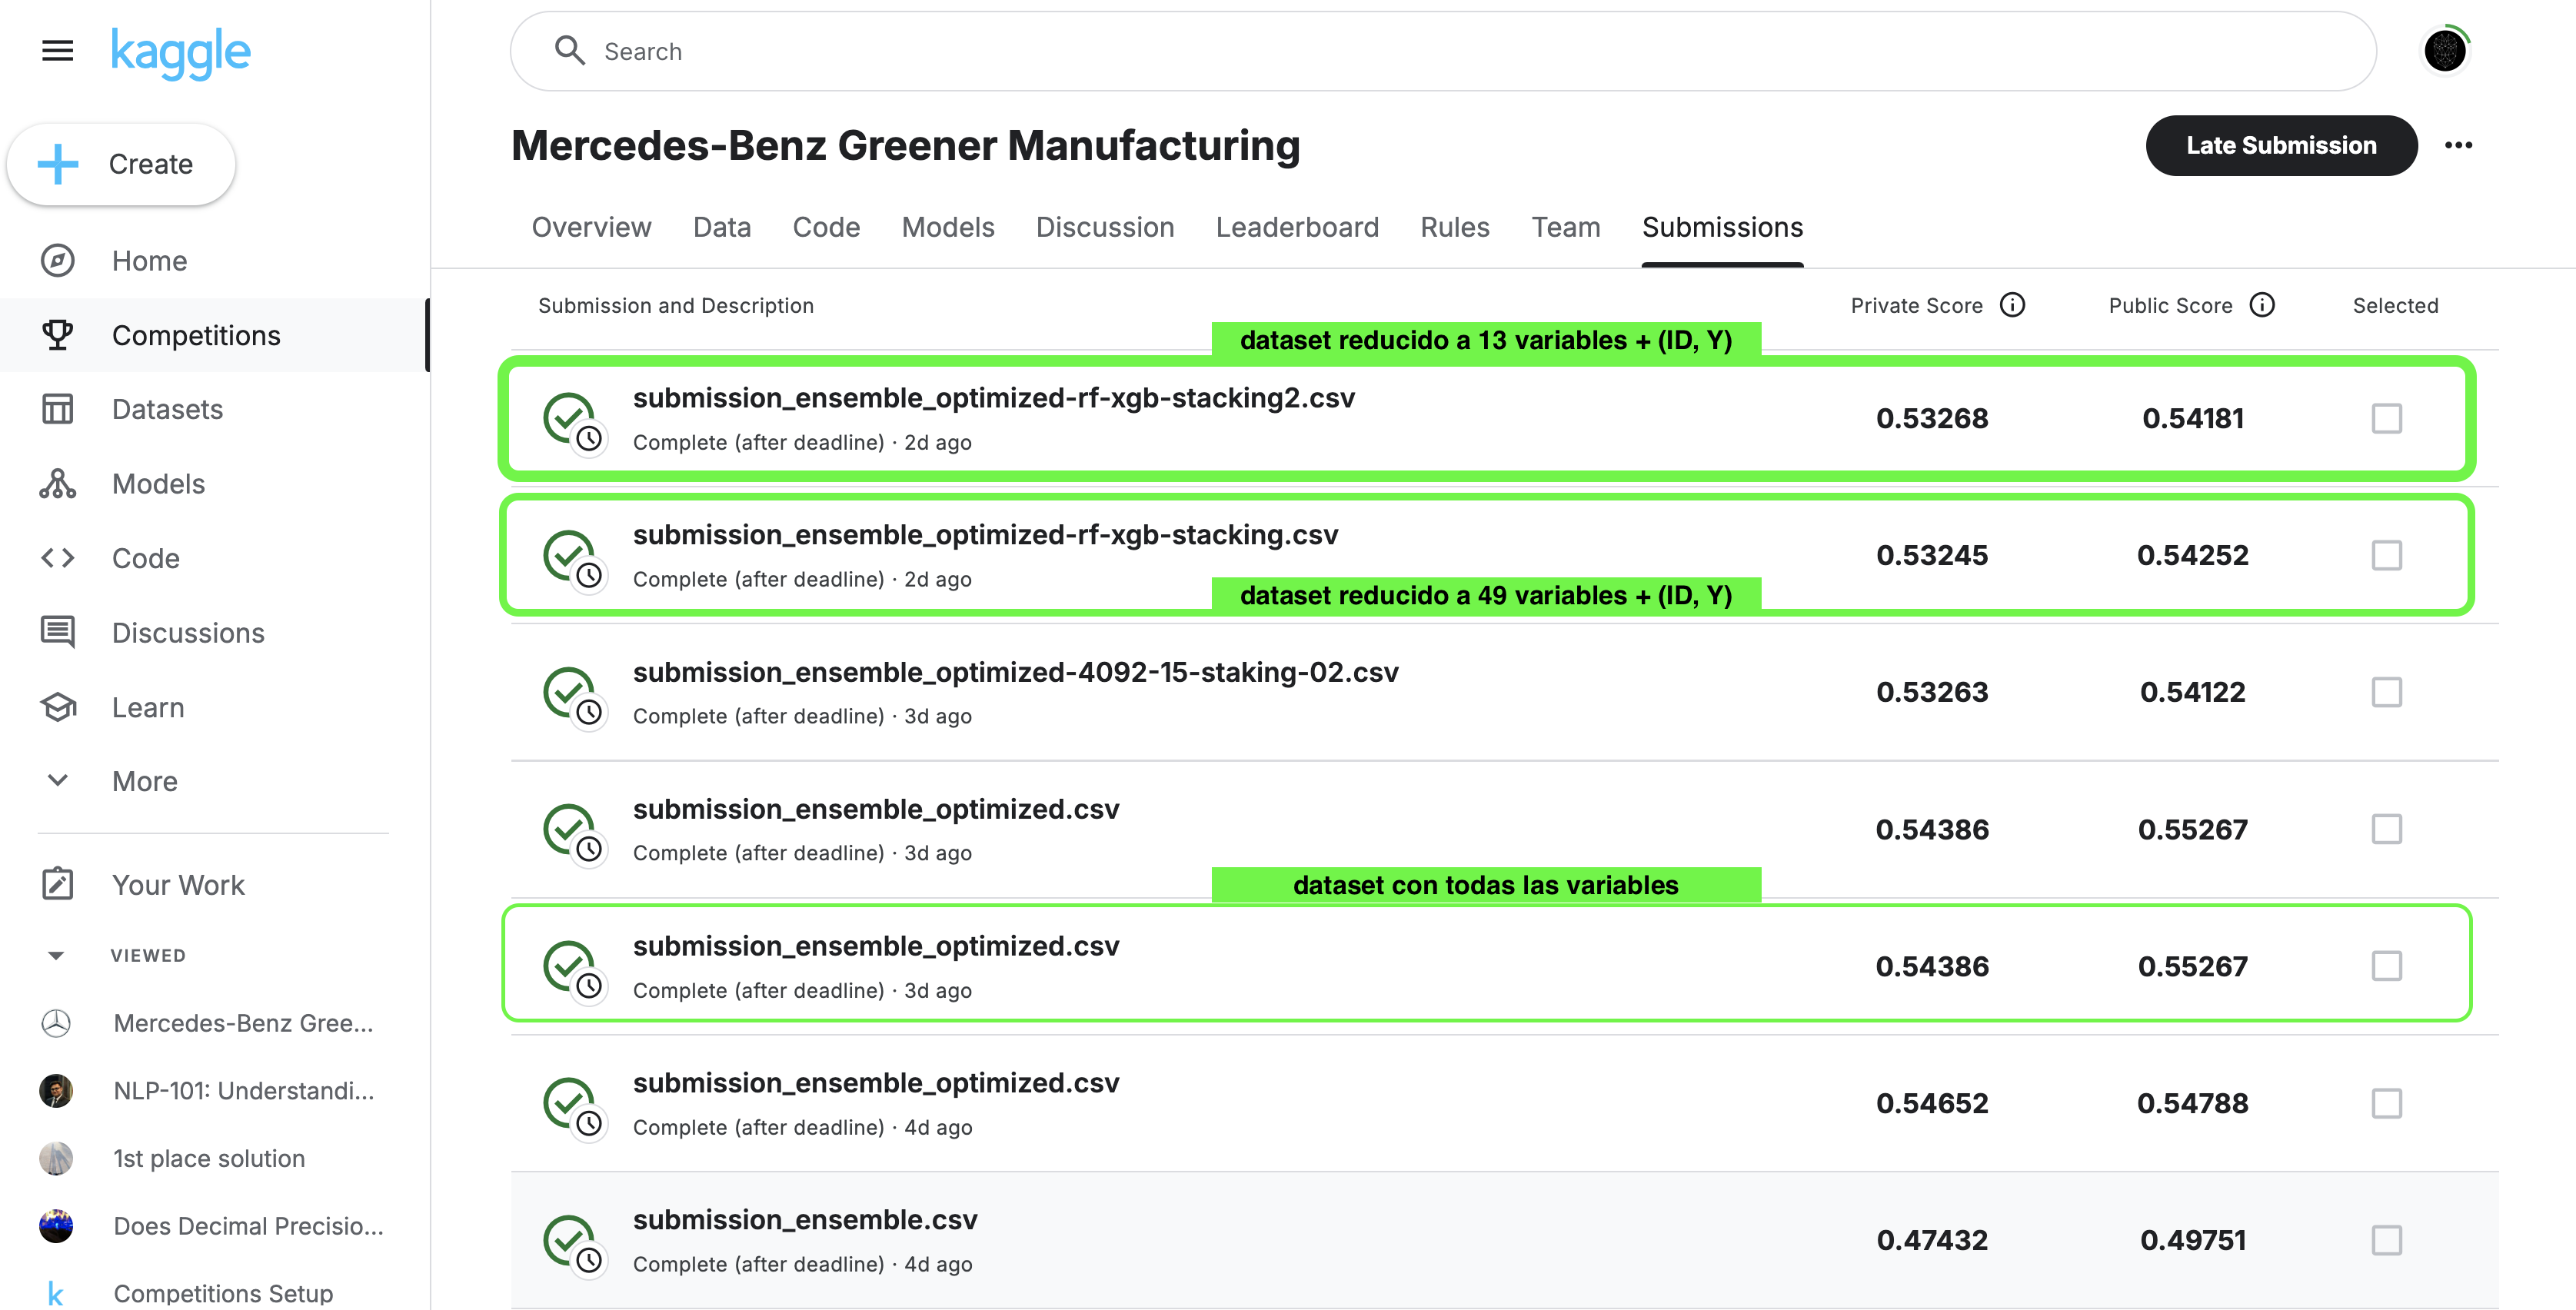 kaggle
Search
Create
Home
Competitions
Datasets
Models
Code
Discussions
Learn
More
Your Work
VIEWED
Mercedes-Benz Gree...
NLP-101: Understandi...
1st place solution
Does Decimal Precisio...
k
Competitions Setup
Mercedes-Benz Greener Manufacturing
Late Submission
Overview Data Code Models Discussion Leaderboard Rules Team Submissions
Submission and Description Private Score Public Score Selected
dataset reducido a 13 variables + (ID, Y)
submission_ensemble_optimized-rf-xgb-stacking2.csv
Complete (after deadline) · 2d ago
0.53268 0.54181
submission_ensemble_optimized-rf-xgb-stacking.csv
Complete (after deadline) · 2d ago
0.53245 0.54252
dataset reducido a 49 variables + (ID, Y)
submission_ensemble_optimized-4092-15-staking-02.csv
Complete (after deadline) · 3d ago
0.53263 0.54122
submission_ensemble_optimized.csv
Complete (after deadline) · 3d ago
0.54386 0.55267
dataset con todas las variables
submission_ensemble_optimized.csv
Complete (after deadline) · 3d ago
0.54386 0.55267
submission_ensemble_optimized.csv
Complete (after deadline) · 4d ago
0.54652 0.54788
submission_ensemble.csv
Complete (after deadline) · 4d ago
0.47432 0.49751